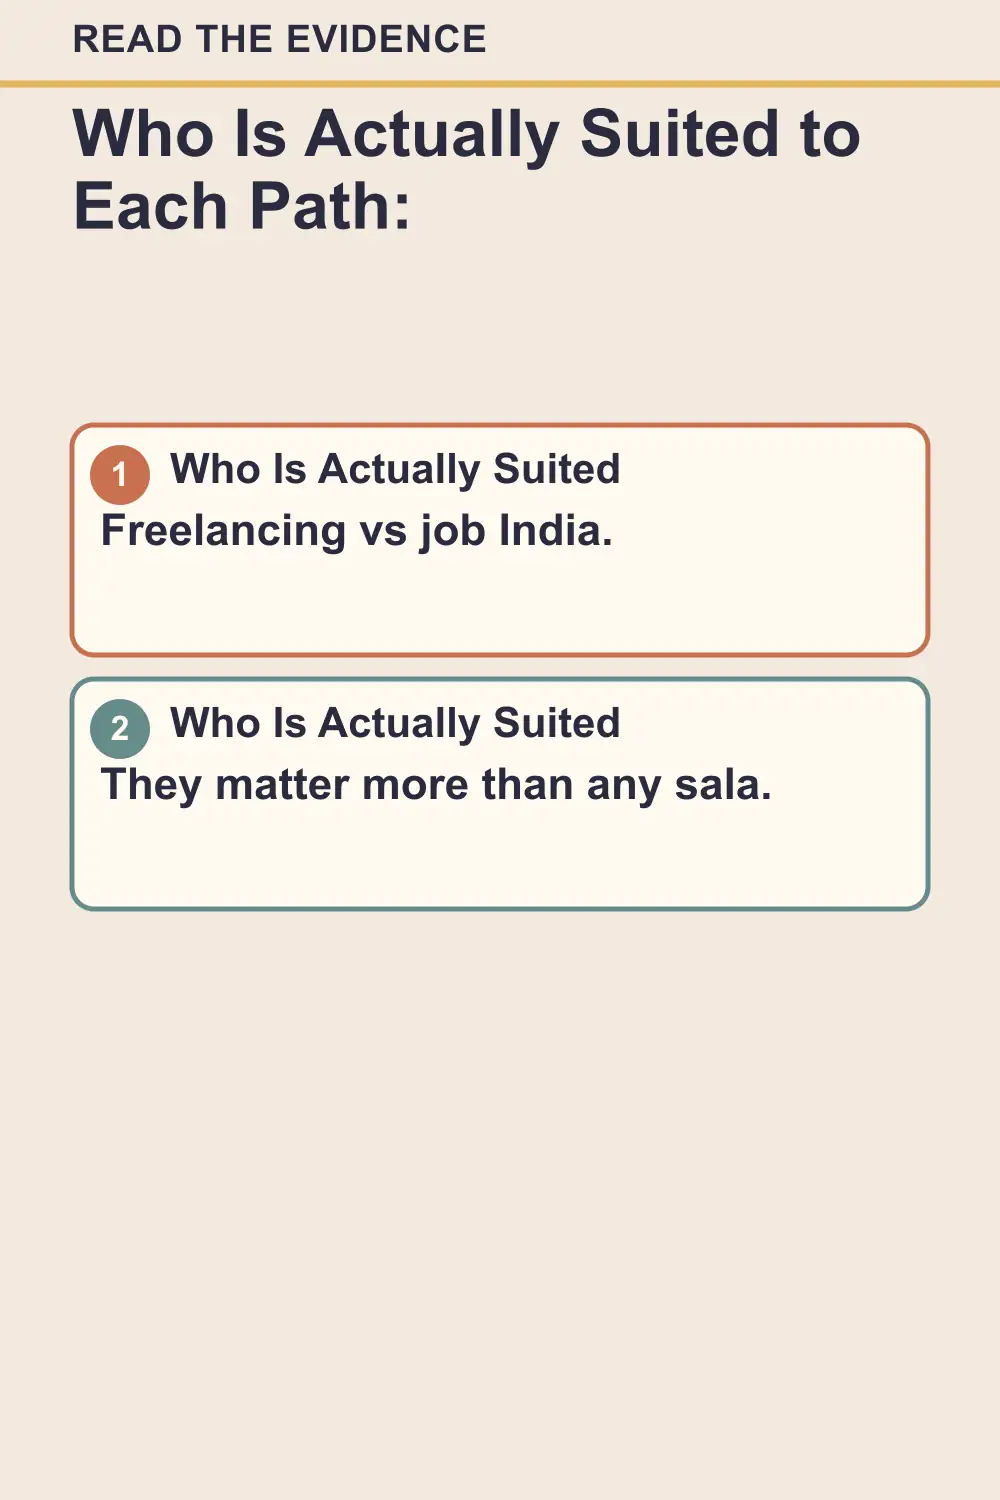 READ THE EVIDENCE
Who Is Actually Suited to
Each Path:
1 Who Is Actually Suited
Freelancing vs job India.
2 Who Is Actually Suited
They matter more than any sala.